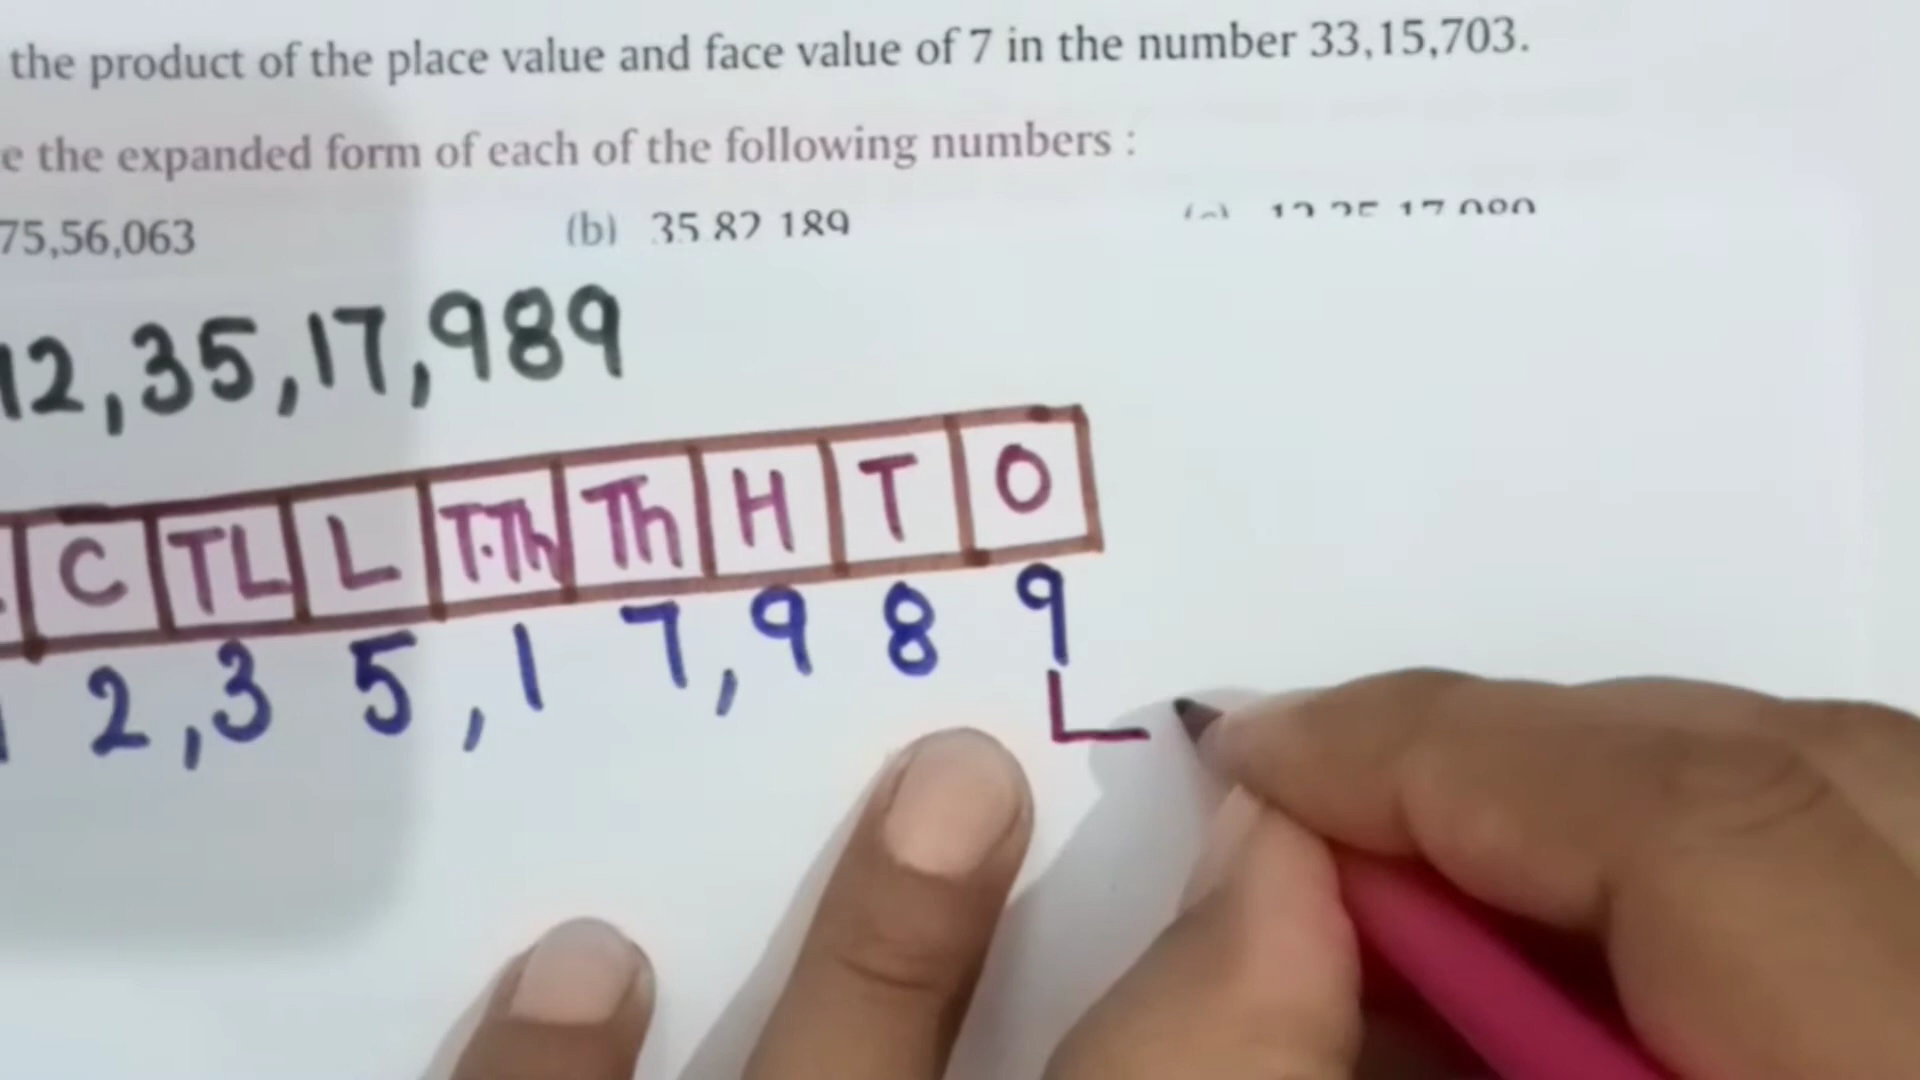 the product of the place value and face value of 7 in the number 33,15,703.
e the expanded form of each of the following numbers :
75,56,063 (b) 35,82,189
12,35,17,989
C TL L T.Th Th H T O
1 2,3 5,1 7,9 8 9